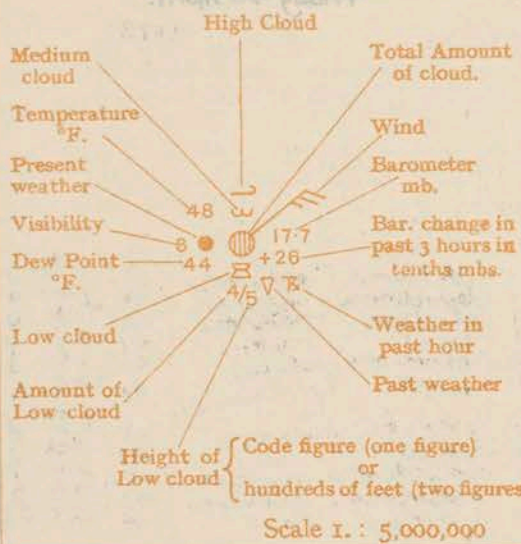 High Cloud
Medium
cloud
Total Amount
of cloud.
Temperature
°F.
Wind
Present
weather
Barometer
mb.
48
Visibility
8
17·7
Bar. change in
past 3 hours in
tenths mbs.
+26
Dew Point
°F.
44
4/5
Low cloud
Weather in
past hour
Amount of
Low cloud
Past weather
Height of
Low cloud
Code figure (one figure)
or
hundreds of feet (two figures
Scale 1. : 5,000,000